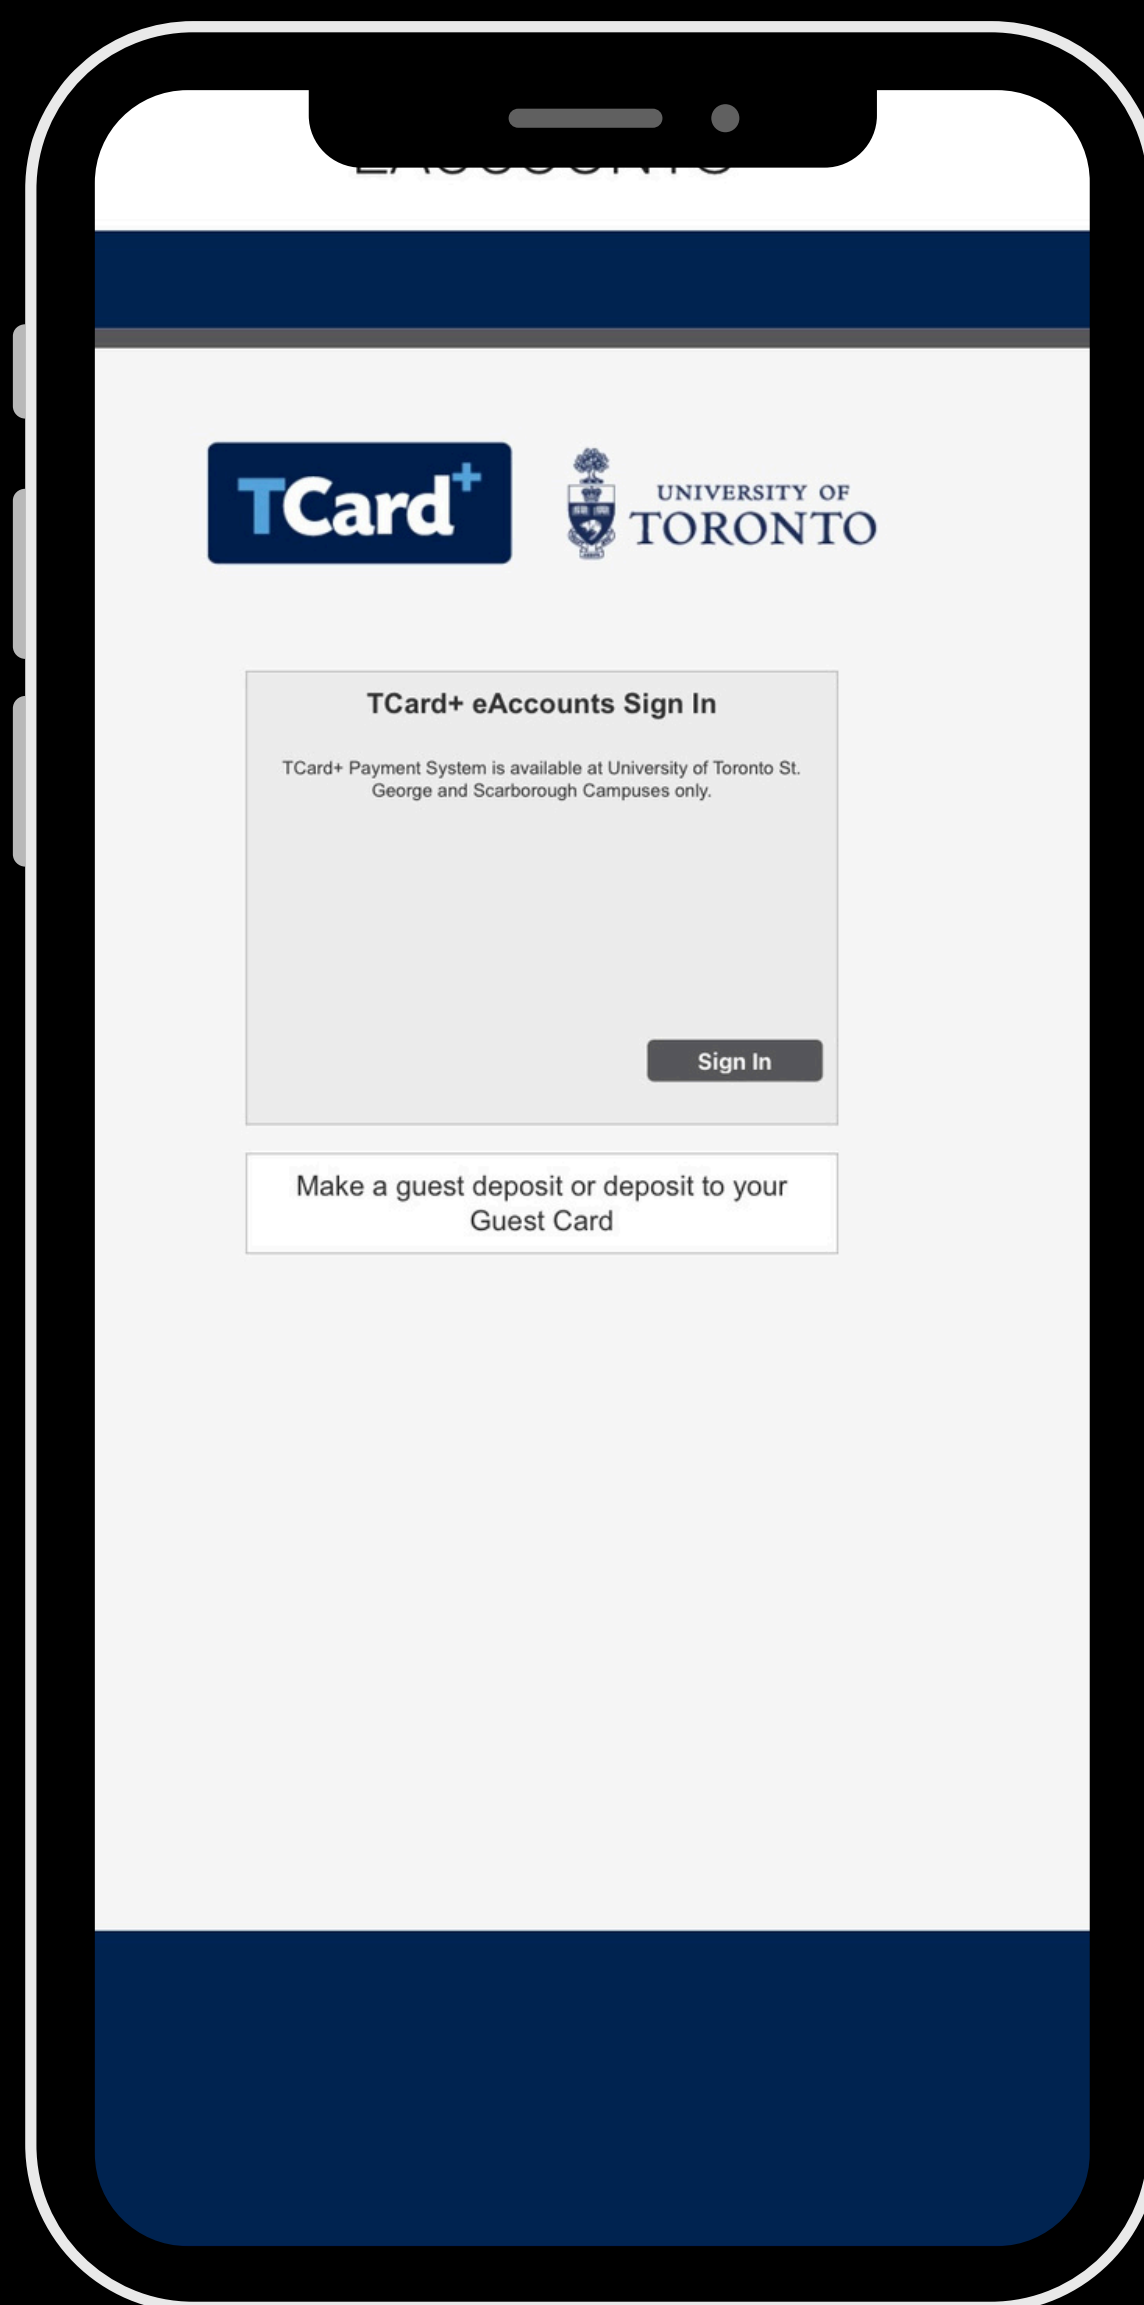 TCard+
UNIVERSITY OF
TORONTO
TCard+ eAccounts Sign In
TCard+ Payment System is available at University of Toronto St.
George and Scarborough Campuses only.
Sign In
Make a guest deposit or deposit to your
Guest Card